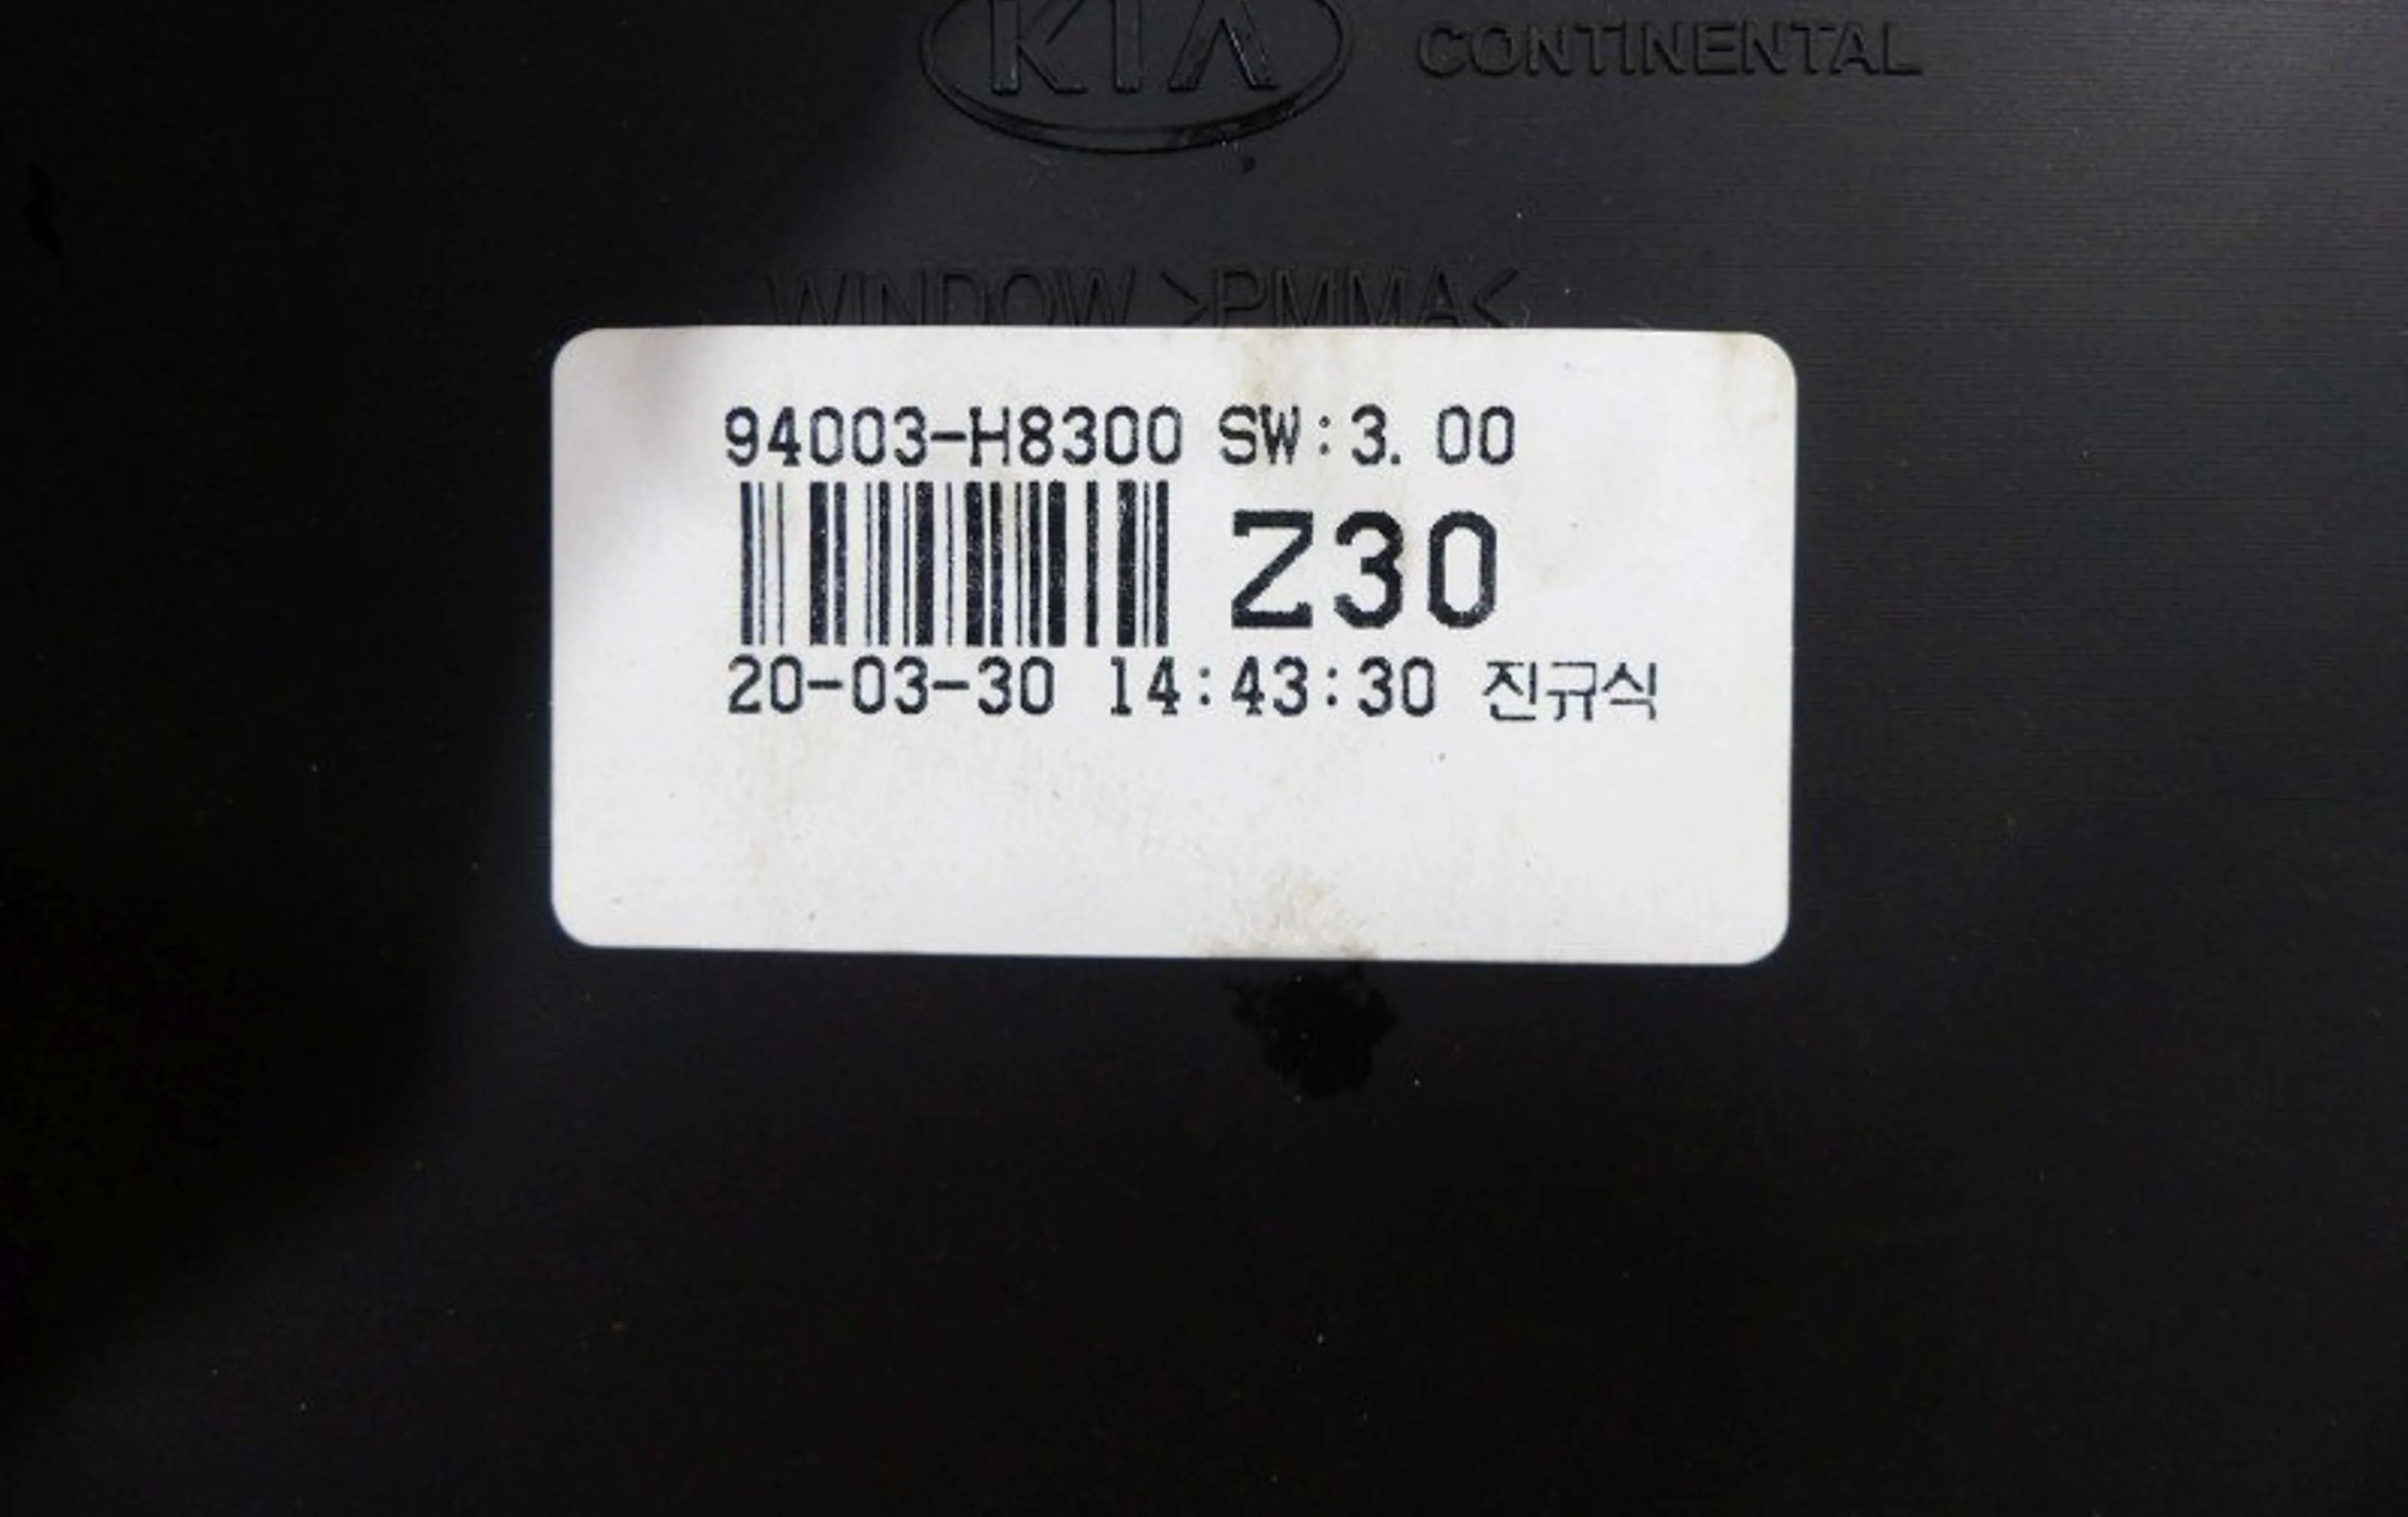 KIA CONTINENTAL
WINDOW >PMMA<
94003-H8300 SW:3.00
Z30
20-03-30 14:43:30 진규식